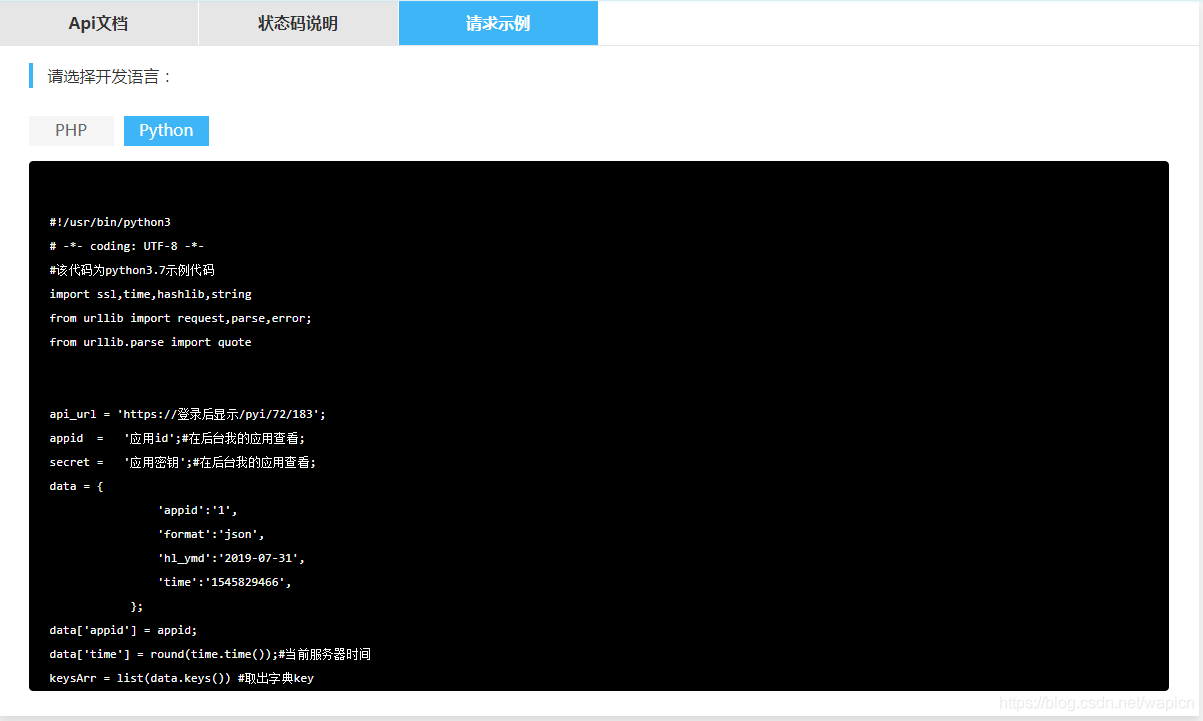 Api文档 状态码说明 请求示例
请选择开发语言：
PHP Python
#!/usr/bin/python3
# -*- coding: UTF-8 -*-
#该代码为python3.7示例代码
import ssl,time,hashlib,string
from urllib import request,parse,error;
from urllib.parse import quote
api_url = 'https://登录后显示/pyi/72/183';
appid  =   '应用id';#在后台我的应用查看;
secret =   '应用密钥';#在后台我的应用查看;
data = {
'appid':'1',
'format':'json',
'hl_ymd':'2019-07-31',
'time':'1545829466',
};
data['appid'] = appid;
data['time'] = round(time.time());#当前服务器时间
keysArr = list(data.keys()) #取出字典key
https://blog.csdn.net/wapicn